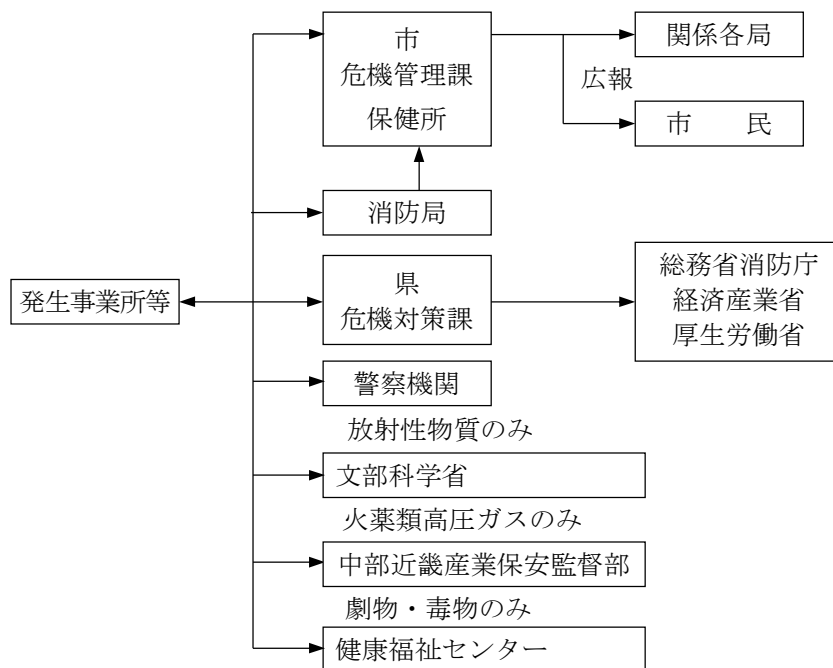 市
危機管理課
保健所
関係各局
広報
市　　民
消防局
発生事業所等
県
危機対策課
総務省消防庁
経済産業省
厚生労働省
警察機関
放射性物質のみ
文部科学省
火薬類高圧ガスのみ
中部近畿産業保安監督部
劇物・毒物のみ
健康福祉センター